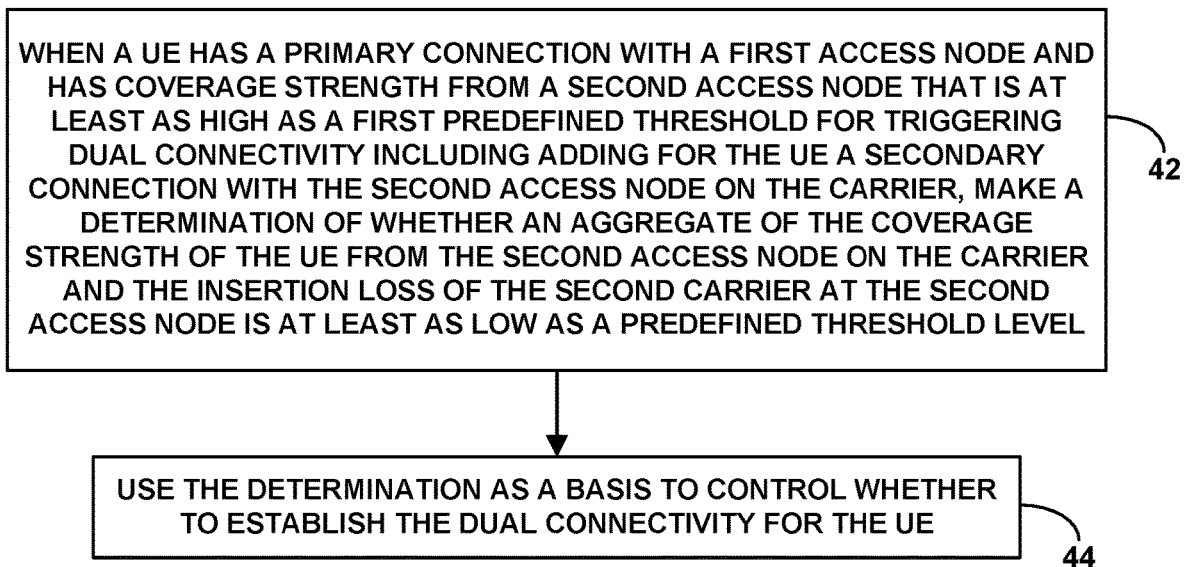 WHEN A UE HAS A PRIMARY CONNECTION WITH A FIRST ACCESS NODE AND
HAS COVERAGE STRENGTH FROM A SECOND ACCESS NODE THAT IS AT
LEAST AS HIGH AS A FIRST PREDEFINED THRESHOLD FOR TRIGGERING
DUAL CONNECTIVITY INCLUDING ADDING FOR THE UE A SECONDARY
CONNECTION WITH THE SECOND ACCESS NODE ON THE CARRIER, MAKE A
DETERMINATION OF WHETHER AN AGGREGATE OF THE COVERAGE
STRENGTH OF THE UE FROM THE SECOND ACCESS NODE ON THE CARRIER
AND THE INSERTION LOSS OF THE SECOND CARRIER AT THE SECOND
ACCESS NODE IS AT LEAST AS LOW AS A PREDEFINED THRESHOLD LEVEL
42
USE THE DETERMINATION AS A BASIS TO CONTROL WHETHER
TO ESTABLISH THE DUAL CONNECTIVITY FOR THE UE
44